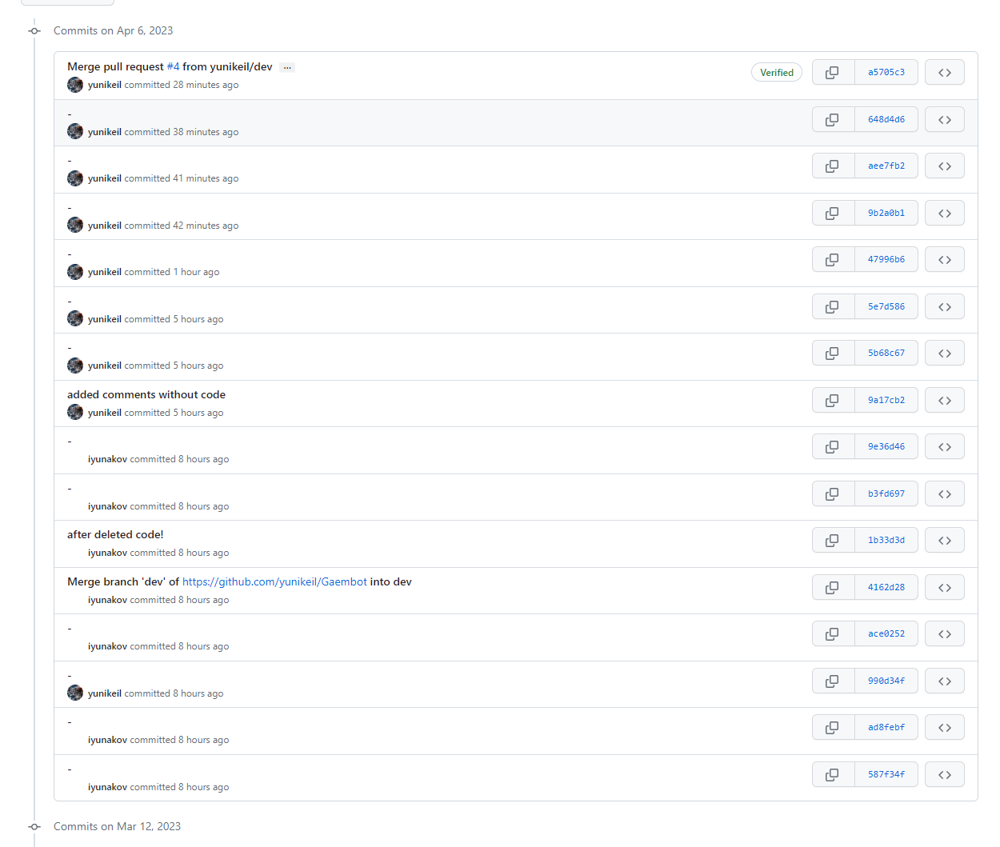 Commits on Apr 6, 2023
Merge pull request #4 from yunikeil/dev ...
yunikeil committed 28 minutes ago
Verified
a5705c3
-
yunikeil committed 38 minutes ago
648d4d6
-
yunikeil committed 41 minutes ago
aee7fb2
-
yunikeil committed 42 minutes ago
9b2a0b1
-
yunikeil committed 1 hour ago
47996b6
-
yunikeil committed 5 hours ago
5e7d586
-
yunikeil committed 5 hours ago
5b68c67
added comments without code
yunikeil committed 5 hours ago
9a17cb2
-
iyunakov committed 8 hours ago
9e36d46
-
iyunakov committed 8 hours ago
b3fd697
after deleted code!
iyunakov committed 8 hours ago
1b33d3d
Merge branch 'dev' of https://github.com/yunikeil/Gaembot into dev
iyunakov committed 8 hours ago
4162d28
-
iyunakov committed 8 hours ago
ace0252
-
yunikeil committed 8 hours ago
990d34f
-
iyunakov committed 8 hours ago
ad8febf
-
iyunakov committed 8 hours ago
587f34f
Commits on Mar 12, 2023